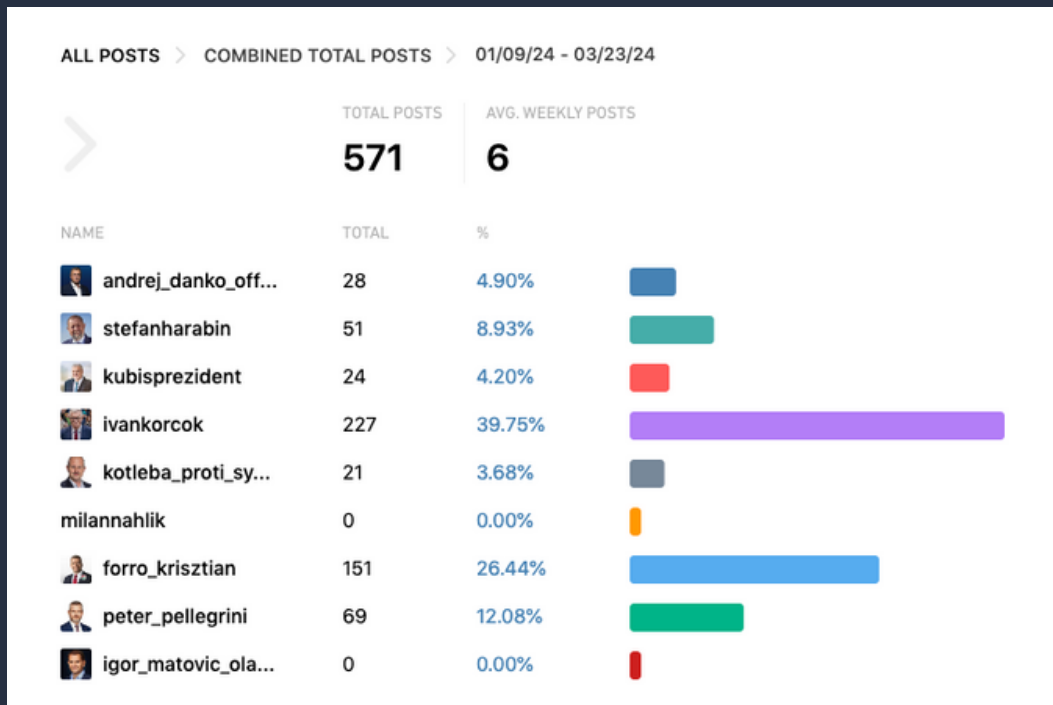 ALL POSTS > COMBINED TOTAL POSTS > 01/09/24 - 03/23/24
TOTAL POSTS AVG. WEEKLY POSTS
571 6
NAME TOTAL %
andrej_danko_off... 28 4.90%
stefanharabin 51 8.93%
kubisprezident 24 4.20%
ivankorcok 227 39.75%
kotleba_proti_sy... 21 3.68%
milannahlik 0 0.00%
forro_krisztian 151 26.44%
peter_pellegrini 69 12.08%
igor_matovic_ola... 0 0.00%